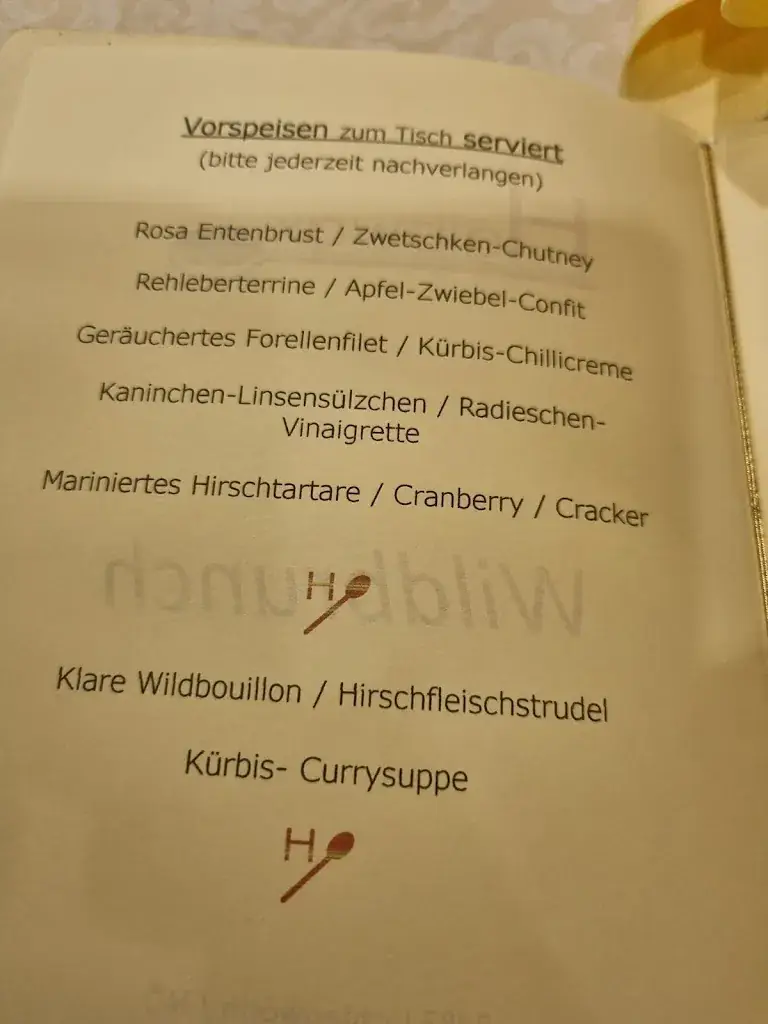 Vorspeisen zum Tisch serviert
(bitte jederzeit nachverlangen)
Rosa Entenbrust / Zwetschken-Chutney
Rehleberterrine / Apfel-Zwiebel-Confit
Geräuchertes Forellenfilet / Kürbis-Chillicreme
Kaninchen-Linsensülzchen / Radieschen-
Vinaigrette
Mariniertes Hirschtartare / Cranberry / Cracker
Wildbrunch
H
Klare Wildbouillon / Hirschfleischstrudel
Kürbis- Currysuppe
H